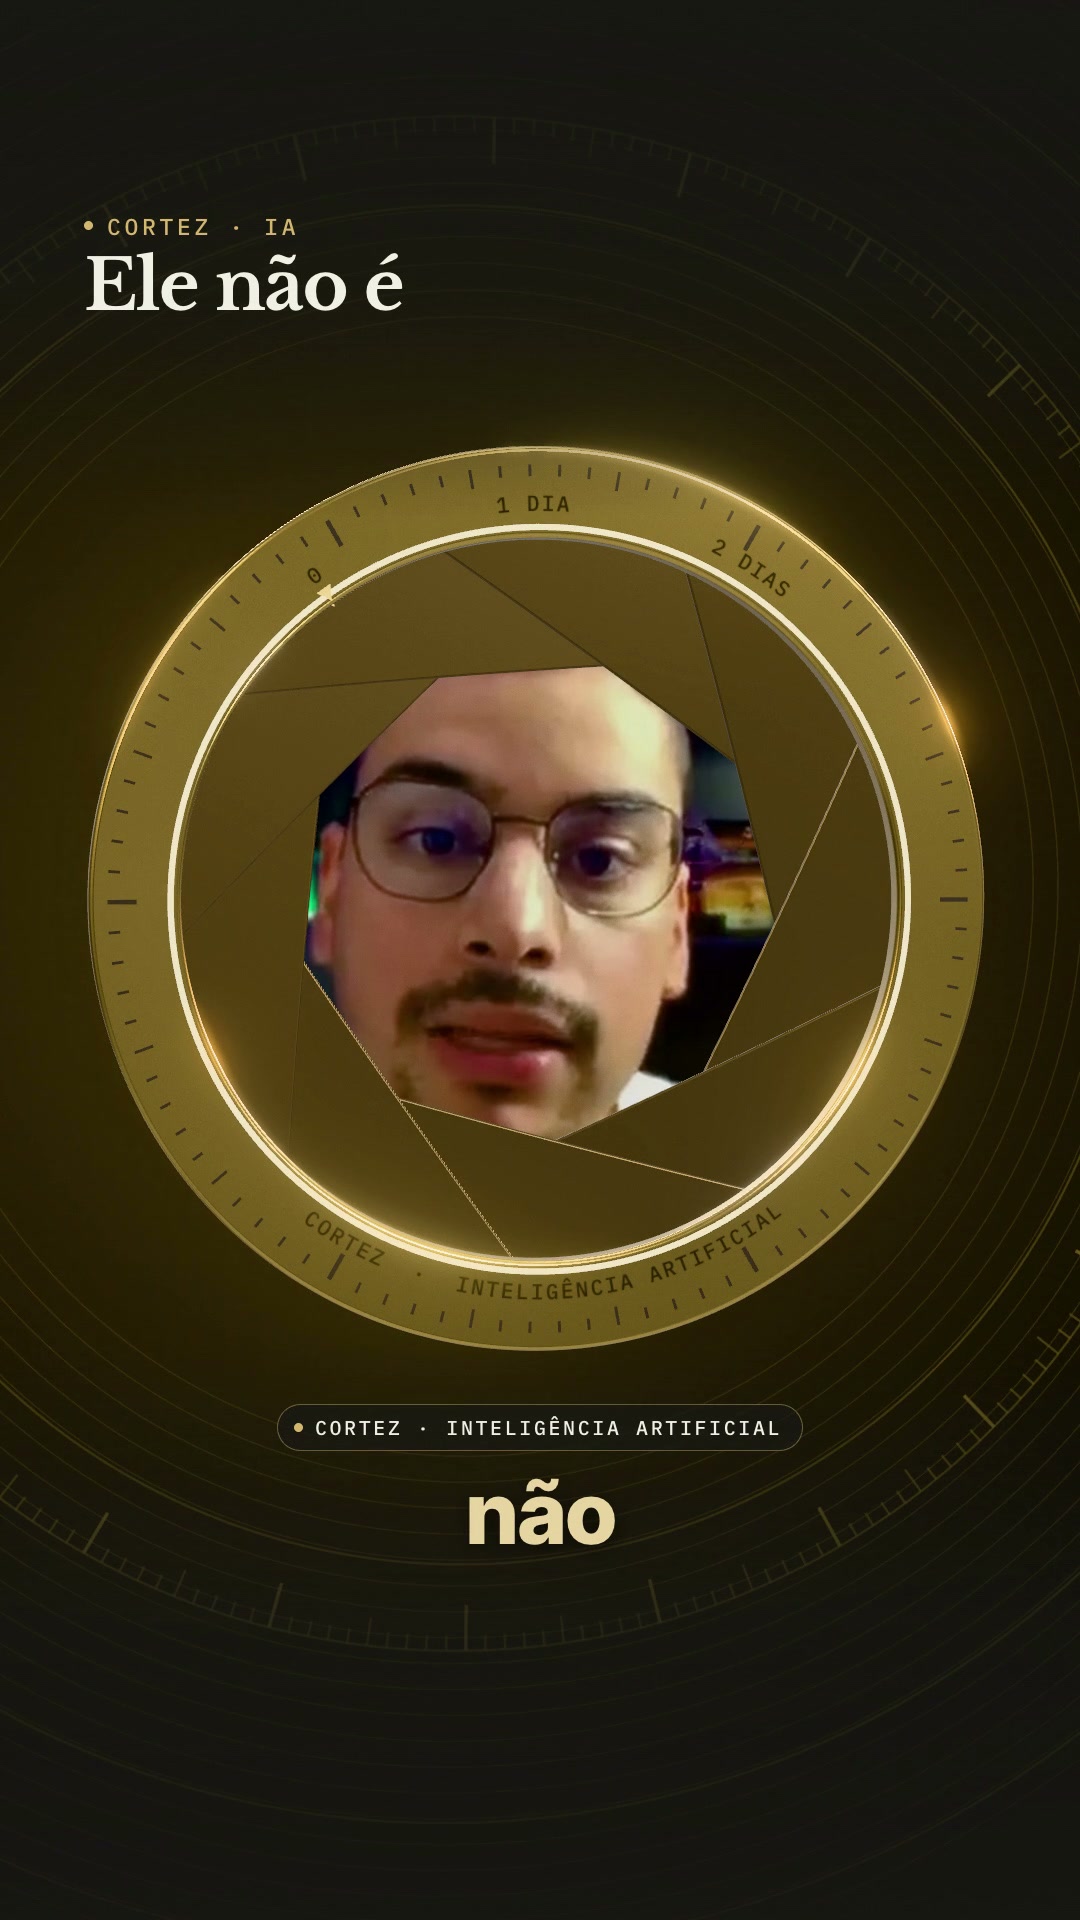 CORTEZ · IA
Ele não é
0
1 DIA
2 DIAS
CORTEZ · INTELIGÊNCIA ARTIFICIAL
CORTEZ · INTELIGÊNCIA ARTIFICIAL
não